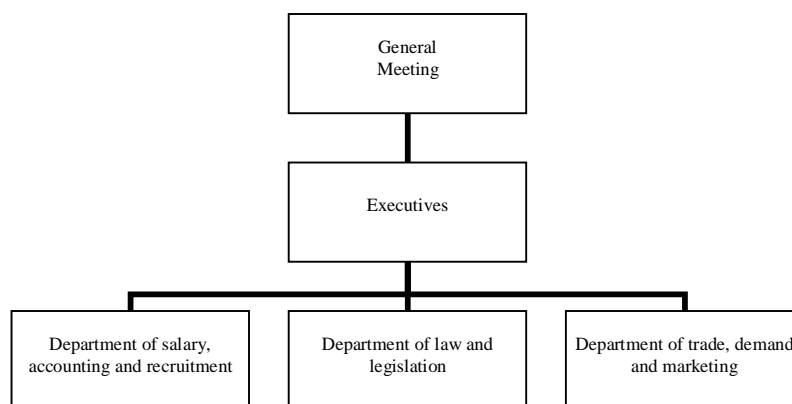 General
Meeting
Executives
Department of salary,
accounting and recruitment
Department of law and
legislation
Department of trade, demand
and marketing